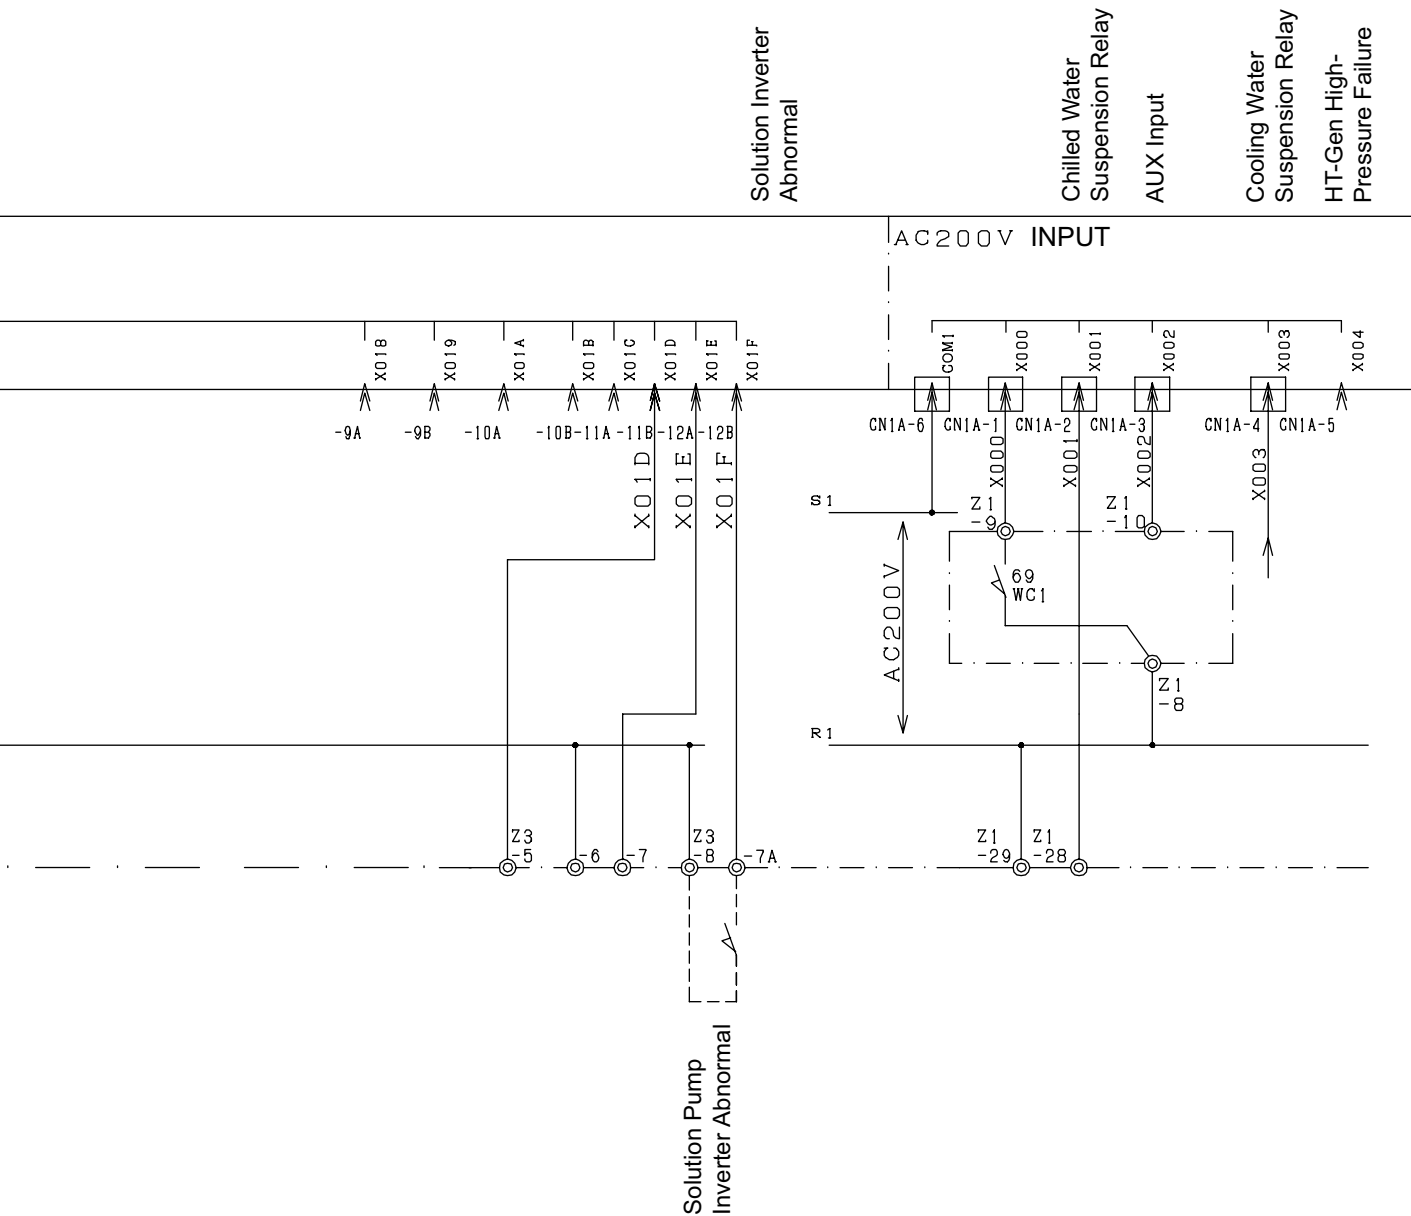 Solution Inverter
Abnormal
Chilled Water
Suspension Relay
AUX Input
Cooling Water
Suspension Relay
HT-Gen High-
Pressure Failure
AC200V INPUT
X018
X019
X01A
X01B
X01C
X01D
X01E
X01F
COM1
X000
X001
X002
X003
X004
-9A
-9B
-10A
-10B
-11A
-11B
-12A
-12B
CN1A-6
CN1A-1
CN1A-2
CN1A-3
CN1A-4
CN1A-5
X01D
X01E
X01F
X000
X001
X002
X003
S1
Z1
-9
Z1
-10
69
WC1
AC200V
Z1
-8
R1
Z3
-5
-6
-7
Z3
-8
-7A
Z1
-29
Z1
-28
Solution Pump
Inverter Abnormal